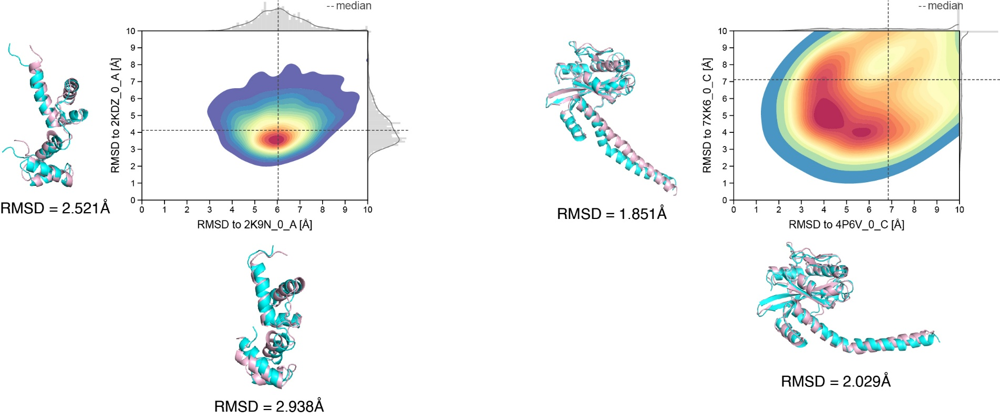 -- median
10
9
8
7
6
5
4
3
2
1
0
RMSD to 2KDZ_0_A [Å]
0 1 2 3 4 5 6 7 8 9 10
RMSD to 2K9N_0_A [Å]
RMSD = 2.521Å
RMSD = 2.938Å
-- median
10
9
8
7
6
5
4
3
2
1
0
RMSD to 7XK6_0_C [Å]
0 1 2 3 4 5 6 7 8 9 10
RMSD to 4P6V_0_C [Å]
RMSD = 1.851Å
RMSD = 2.029Å